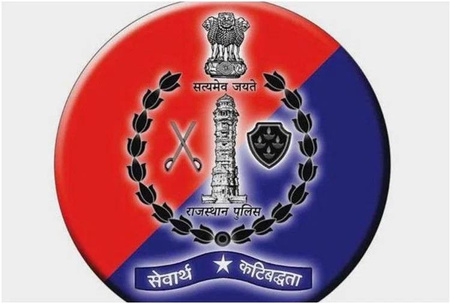 सत्यमेव जयते
राजस्थान पुलिस
सेवार्थ कटिबद्धता